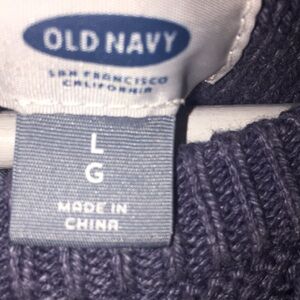 OLD NAVY
SAN FRANCISCO
CALIFORNIA
L
G
MADE IN
CHINA